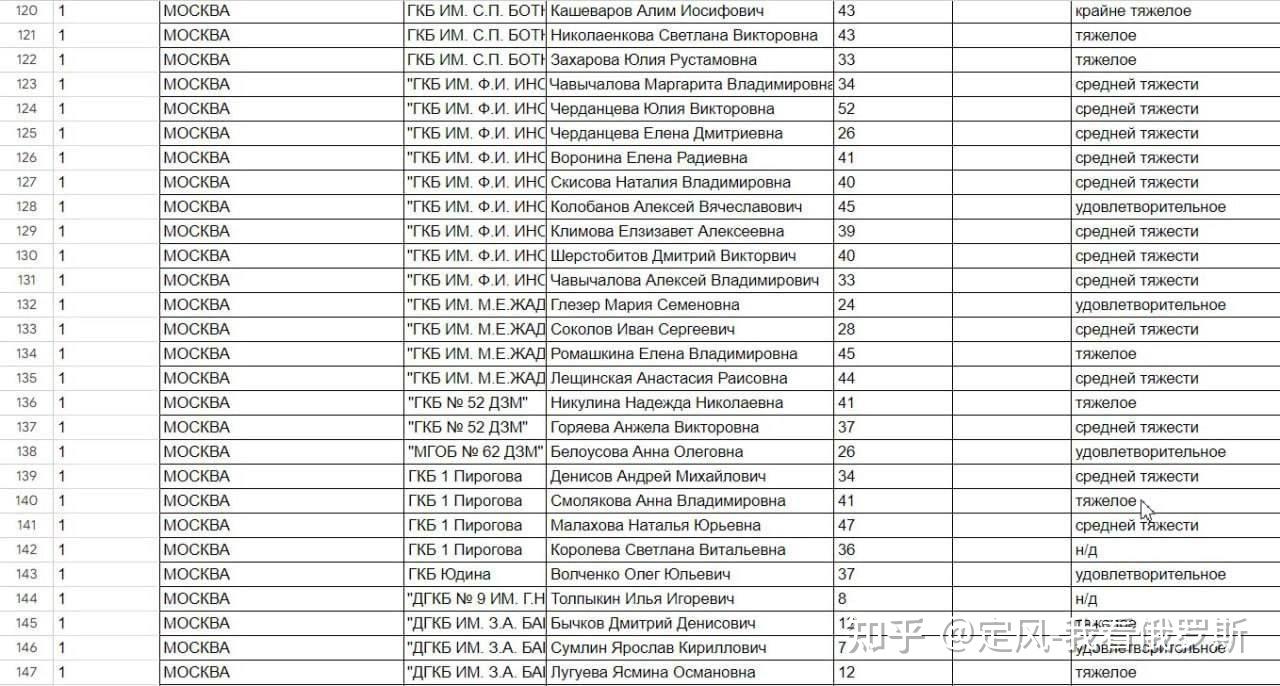 120 1 МОСКВА ГКБ ИМ. С.П. БОТН Кашеваров Алим Иосифович 43 крайне тяжелое
121 1 МОСКВА ГКБ ИМ. С.П. БОТН Николаенкова Светлана Викторовна 43 тяжелое
122 1 МОСКВА ГКБ ИМ. С.П. БОТН Захарова Юлия Рустамовна 33 тяжелое
123 1 МОСКВА "ГКБ ИМ. Ф.И. ИНО Чавычалова Маргарита Владимировна 34 средней тяжести
124 1 МОСКВА "ГКБ ИМ. Ф.И. ИНО Черданцева Юлия Викторовна 52 средней тяжести
125 1 МОСКВА "ГКБ ИМ. Ф.И. ИНО Черданцева Елена Дмитриевна 26 средней тяжести
126 1 МОСКВА "ГКБ ИМ. Ф.И. ИНО Воронина Елена Радиевна 41 средней тяжести
127 1 МОСКВА "ГКБ ИМ. Ф.И. ИНО Скисова Наталия Владимировна 40 средней тяжести
128 1 МОСКВА "ГКБ ИМ. Ф.И. ИНО Колобанов Алексей Вячеславович 45 удовлетворительное
129 1 МОСКВА "ГКБ ИМ. Ф.И. ИНО Климова Елзизавет Алексеевна 39 средней тяжести
130 1 МОСКВА "ГКБ ИМ. Ф.И. ИНО Шерстобитов Дмитрий Викторвич 40 средней тяжести
131 1 МОСКВА "ГКБ ИМ. Ф.И. ИНО Чавычалова Алексей Владимирович 33 средней тяжести
132 1 МОСКВА "ГКБ ИМ. М.Е.ЖАД Глезер Мария Семеновна 24 удовлетворительное
133 1 МОСКВА "ГКБ ИМ. М.Е.ЖАД Соколов Иван Сергеевич 28 средней тяжести
134 1 МОСКВА "ГКБ ИМ. М.Е.ЖАД Ромашкина Елена Владимировна 45 тяжелое
135 1 МОСКВА "ГКБ ИМ. М.Е.ЖАД Лещинская Анастасия Раисовна 44 средней тяжести
136 1 МОСКВА "ГКБ № 52 ДЗМ" Никулина Надежда Николаевна 41 тяжелое
137 1 МОСКВА "ГКБ № 52 ДЗМ" Горяева Анжела Викторовна 37 средней тяжести
138 1 МОСКВА "МГОБ № 62 ДЗМ" Белоусова Анна Олеговна 26 удовлетворительное
139 1 МОСКВА ГКБ 1 Пирогова Денисов Андрей Михайлович 34 средней тяжести
140 1 МОСКВА ГКБ 1 Пирогова Смолякова Анна Владимировна 41 тяжелое
141 1 МОСКВА ГКБ 1 Пирогова Малахова Наталья Юрьевна 47 средней тяжести
142 1 МОСКВА ГКБ 1 Пирогова Королева Светлана Витальевна 36 н/д
143 1 МОСКВА ГКБ Юдина Волченко Олег Юльевич 37 удовлетворительное
144 1 МОСКВА "ДГКБ № 9 ИМ. Г.Н Толпыкин Илья Игоревич 8 н/д
145 1 МОСКВА "ДГКБ ИМ. З.А. БАІ Бычков Дмитрий Денисович тяжелое
146 1 МОСКВА "ДГКБ ИМ. З.А. БАІ Сумлин Ярослав Кириллович 7 удовлетворительное
147 1 МОСКВА "ДГКБ ИМ. З.А. БАІ Лугуева Ясмина Османовна 12 тяжелое
知乎 @定风-我看俄罗斯